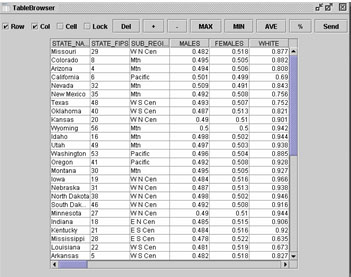 TableBrowser
Row Col Cell Lock Del + - MAX MIN AVE % Send
STATE_NA... STATE_FIPS SUB_REGI... MALES FEMALES WHITE
Missouri 29 W N Cen 0.482 0.518 0.877
Colorado 8 Mtn 0.495 0.505 0.882
Arizona 4 Mtn 0.494 0.506 0.808
California 6 Pacific 0.501 0.499 0.69
Nevada 32 Mtn 0.509 0.491 0.843
New Mexico 35 Mtn 0.492 0.508 0.756
Texas 48 W S Cen 0.493 0.507 0.752
Oklahoma 40 W S Cen 0.487 0.513 0.821
Kansas 20 W N Cen 0.49 0.51 0.901
Wyoming 56 Mtn 0.5 0.5 0.942
Idaho 16 Mtn 0.498 0.502 0.944
Utah 49 Mtn 0.497 0.503 0.938
Washington 53 Pacific 0.496 0.504 0.885
Oregon 41 Pacific 0.492 0.508 0.928
Montana 30 Mtn 0.495 0.505 0.927
Iowa 19 W N Cen 0.484 0.516 0.966
Nebraska 31 W N Cen 0.487 0.513 0.938
North Dakota 38 W N Cen 0.498 0.502 0.946
South Dak... 46 W N Cen 0.492 0.508 0.916
Minnesota 27 W N Cen 0.49 0.51 0.944
Indiana 18 E N Cen 0.485 0.515 0.906
Kentucky 21 E S Cen 0.484 0.516 0.92
Mississippi 28 E S Cen 0.478 0.522 0.635
Louisiana 22 W S Cen 0.481 0.519 0.673
Arkansas 5 W S Cen 0.482 0.518 0.827